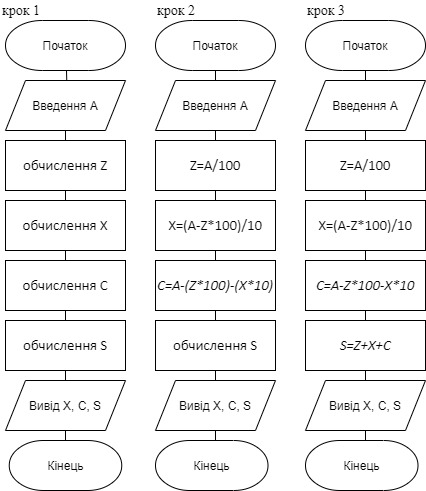 крок 1
Початок
Введення А
обчислення Z
обчислення X
обчислення C
обчислення S
Вивід X, C, S
Кінець
крок 2
Початок
Введення А
Z=A/100
X=(A-Z*100)/10
C=A-(Z*100)-(X*10)
обчислення S
Вивід X, C, S
Кінець
крок 3
Початок
Введення А
Z=A/100
X=(A-Z*100)/10
C=A-Z*100-X*10
S=Z+X+C
Вивід X, C, S
Кінець